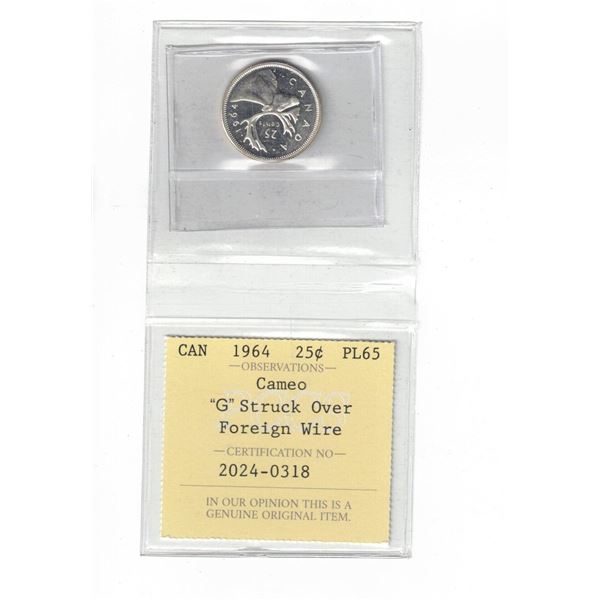 CANADA
25
Cents
1964
CAN 1964 25¢ PL65
—OBSERVATIONS—
Cameo
“G” Struck Over
Foreign Wire
—CERTIFICATION NO—
2024-0318
IN OUR OPINION THIS IS A
GENUINE ORIGINAL ITEM.